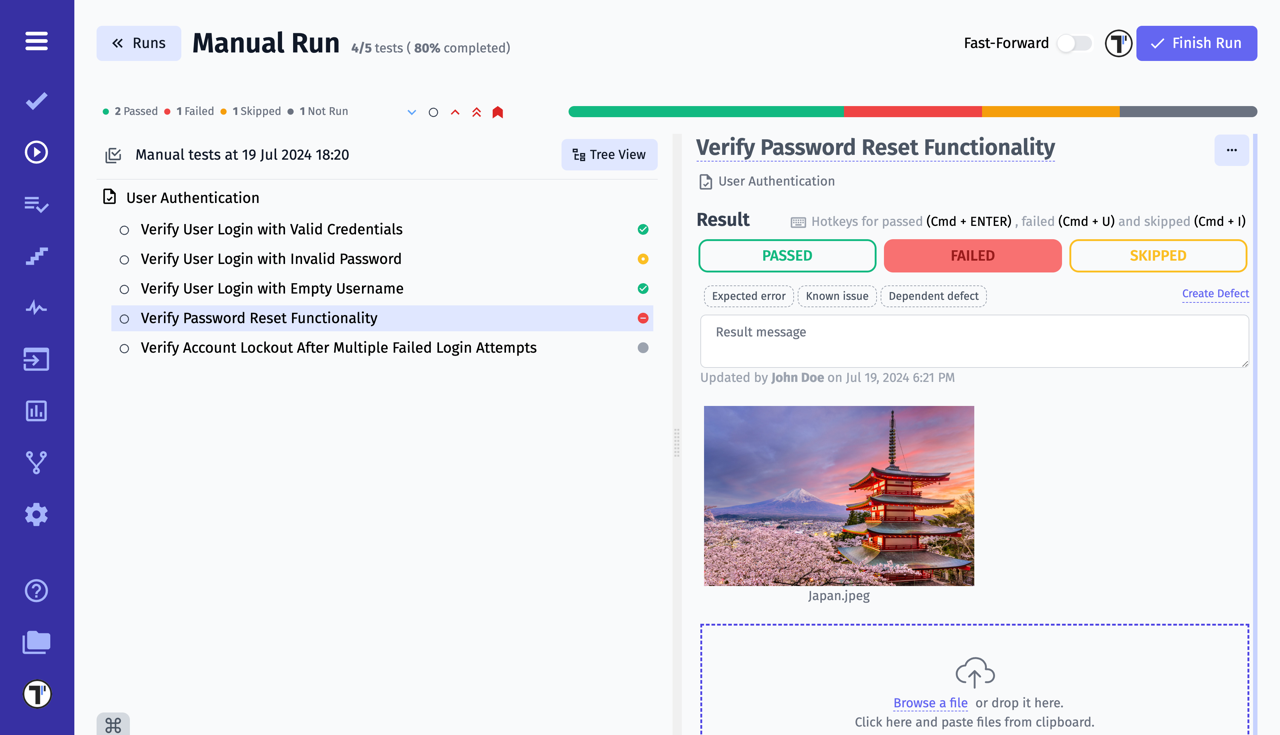 Runs
Manual Run
4/5 tests ( 80% completed)
Fast-Forward
Finish Run
2 Passed
1 Failed
1 Skipped
1 Not Run
Manual tests at 19 Jul 2024 18:20
Tree View
User Authentication
Verify User Login with Valid Credentials
Verify User Login with Invalid Password
Verify User Login with Empty Username
Verify Password Reset Functionality
Verify Account Lockout After Multiple Failed Login Attempts
Verify Password Reset Functionality
...
User Authentication
Result
Hotkeys for passed (Cmd + ENTER) , failed (Cmd + U) and skipped (Cmd + I)
PASSED
FAILED
SKIPPED
Expected error
Known issue
Dependent defect
Create Defect
Result message
Updated by John Doe on Jul 19, 2024 6:21 PM
Japan.jpeg
Browse a file or drop it here.
Click here and paste files from clipboard.